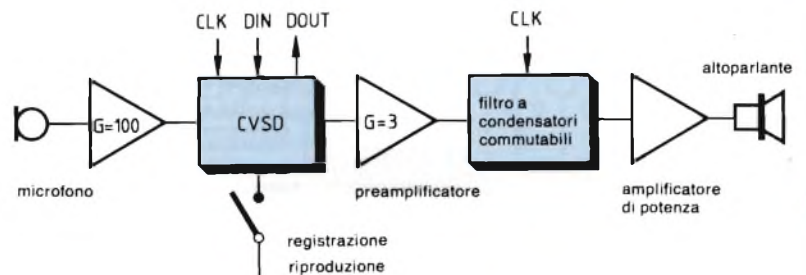 CLK DIN DOUT
CLK
altoparlante
G=100
CVSD
G=3
filtro a
condensatori
commutabili
microfono
preamplificatore
amplificatore
di potenza
registrazione
riproduzione